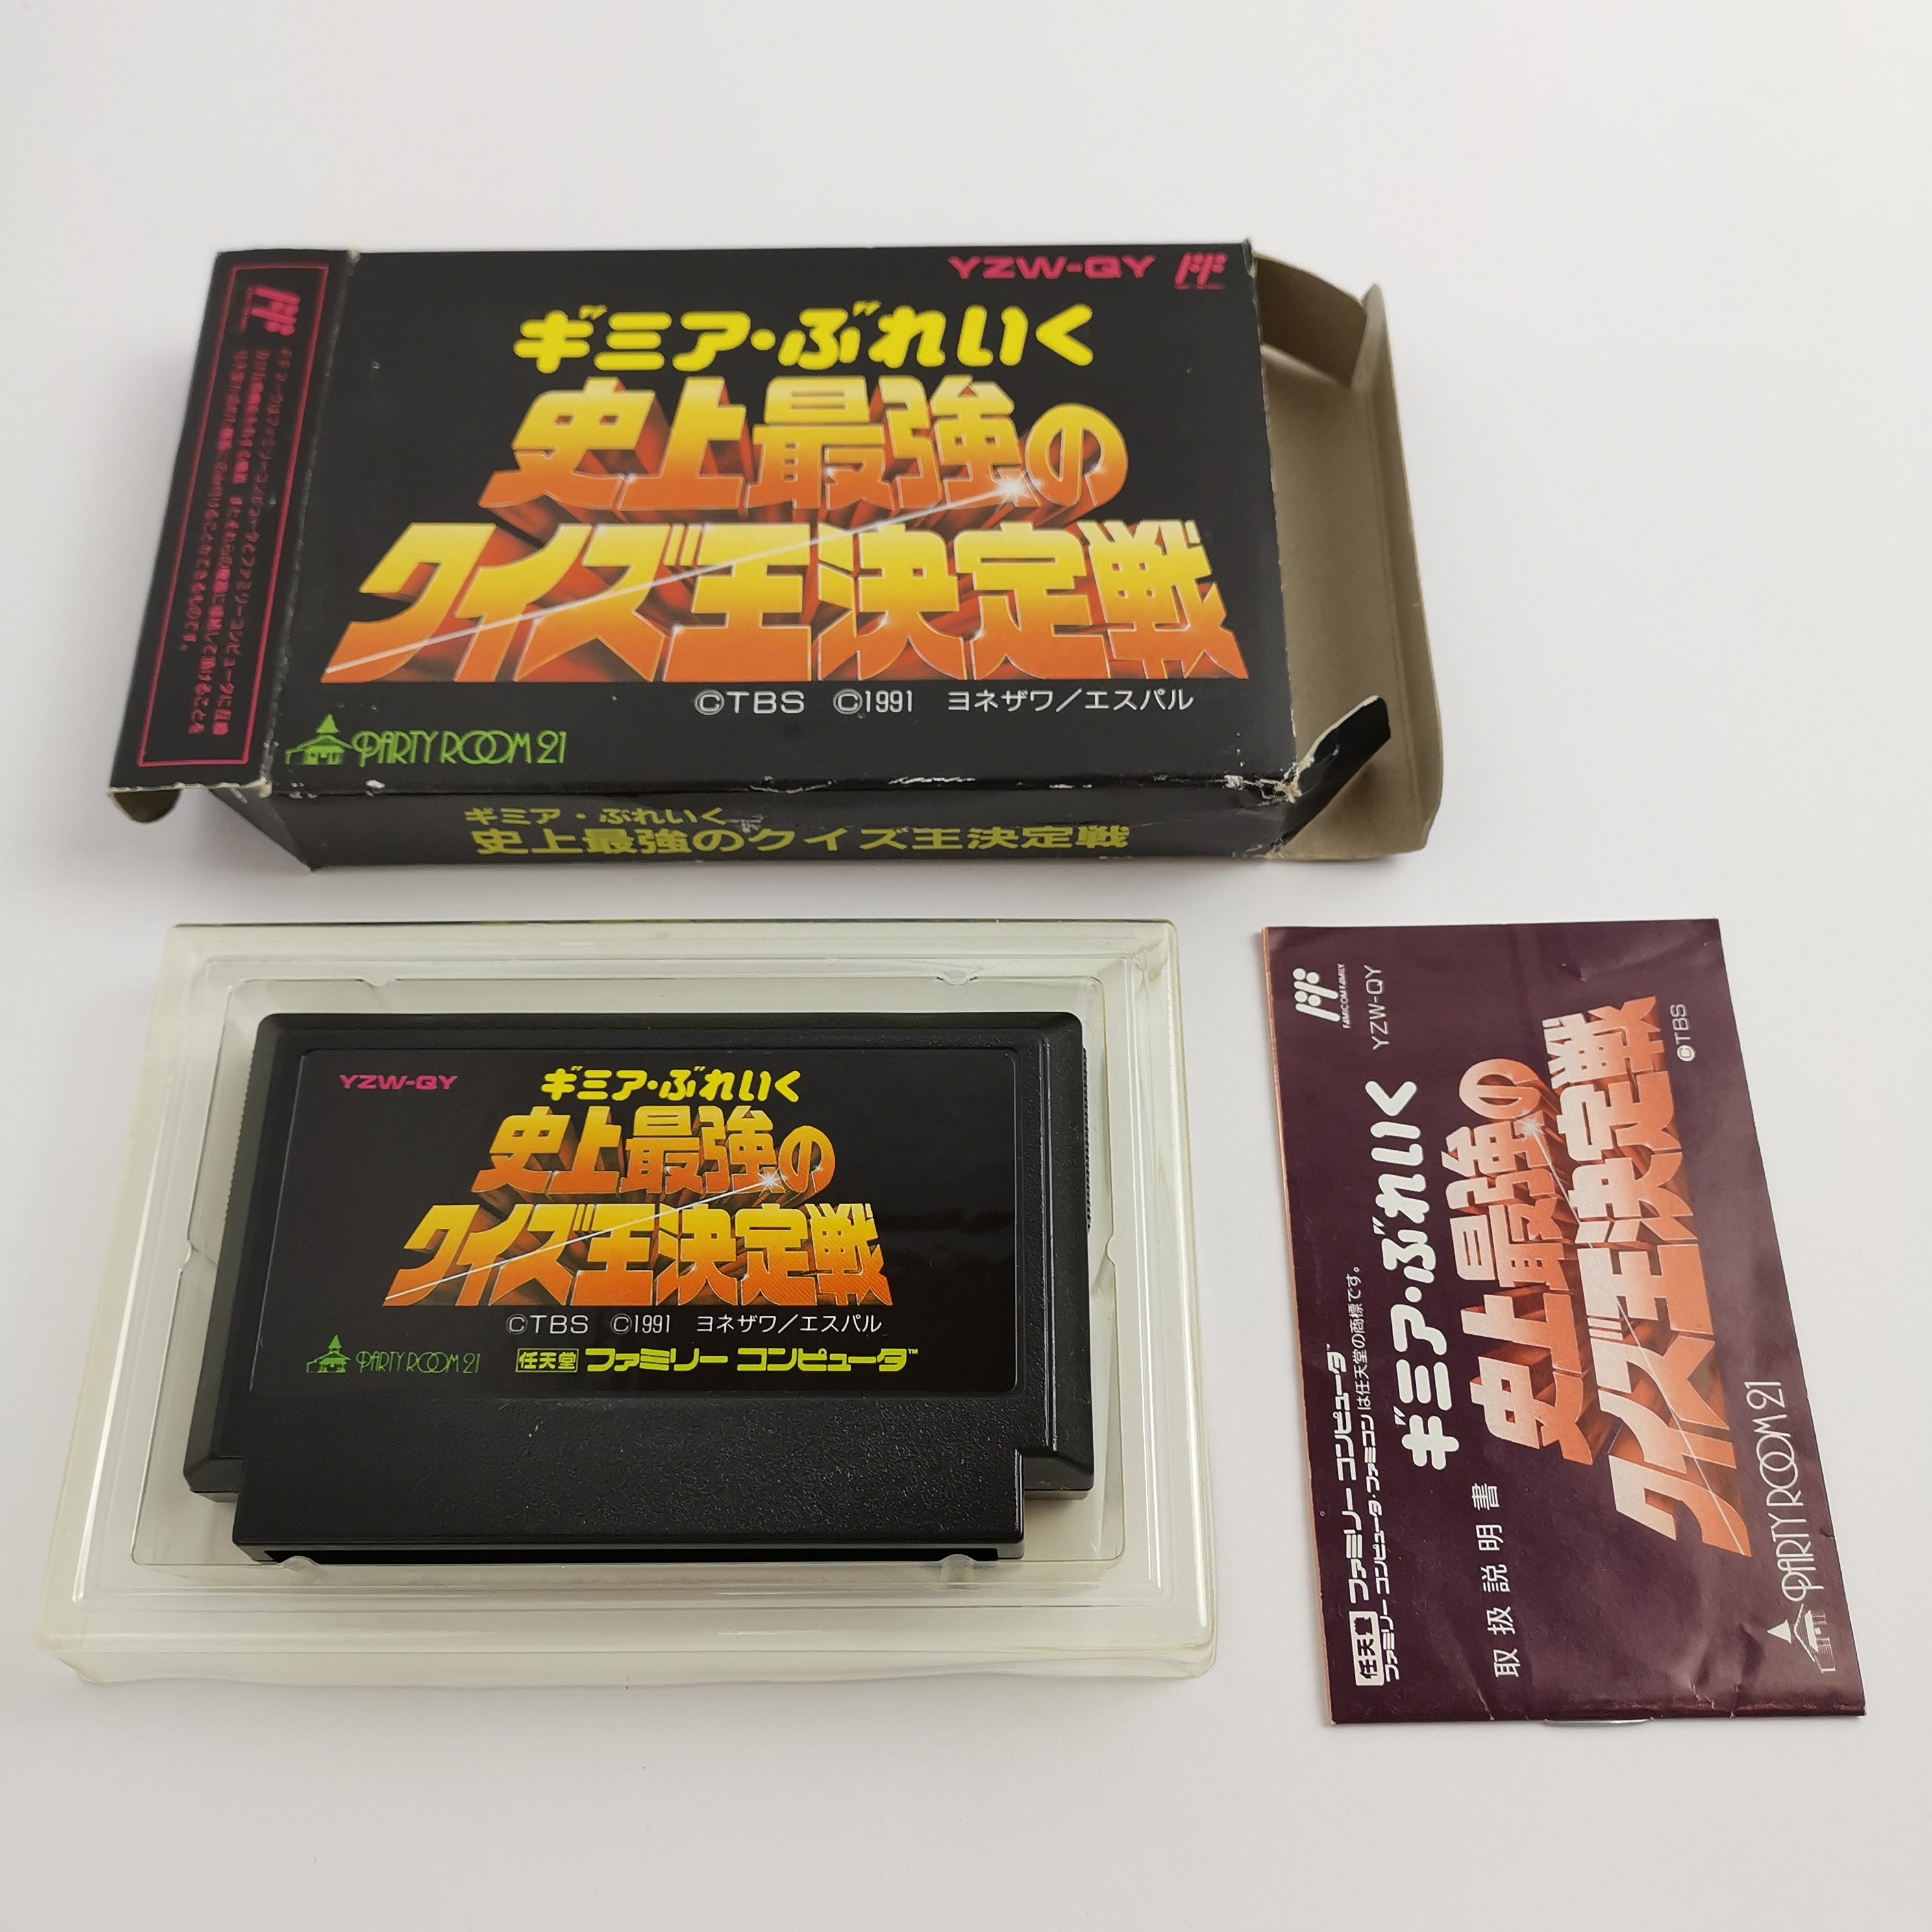 YZW-QY
ギミア・ぶれいく
史上最強の
クイズ王決定戦
©TBS ©1991 ヨネザワ/エスパル
PARTY ROOM 21
ギミア・ぶれいく
史上最強のクイズ王決定戦
YZW-QY
ギミア・ぶれいく
史上最強の
クイズ王決定戦
©TBS ©1991 ヨネザワ/エスパル
PARTY ROOM 21
任天堂 ファミリー コンピュータ™
FAMICOM FAMILY
YZW-QY
任天堂 ファミリー コンピュータ™
ファミリー コンピュータ・ファミコンは任天堂の商標です。
ギミア・ぶれいく
取扱説明書
史上最強の
クイズ王決定戦
©TBS
PARTY ROOM 21